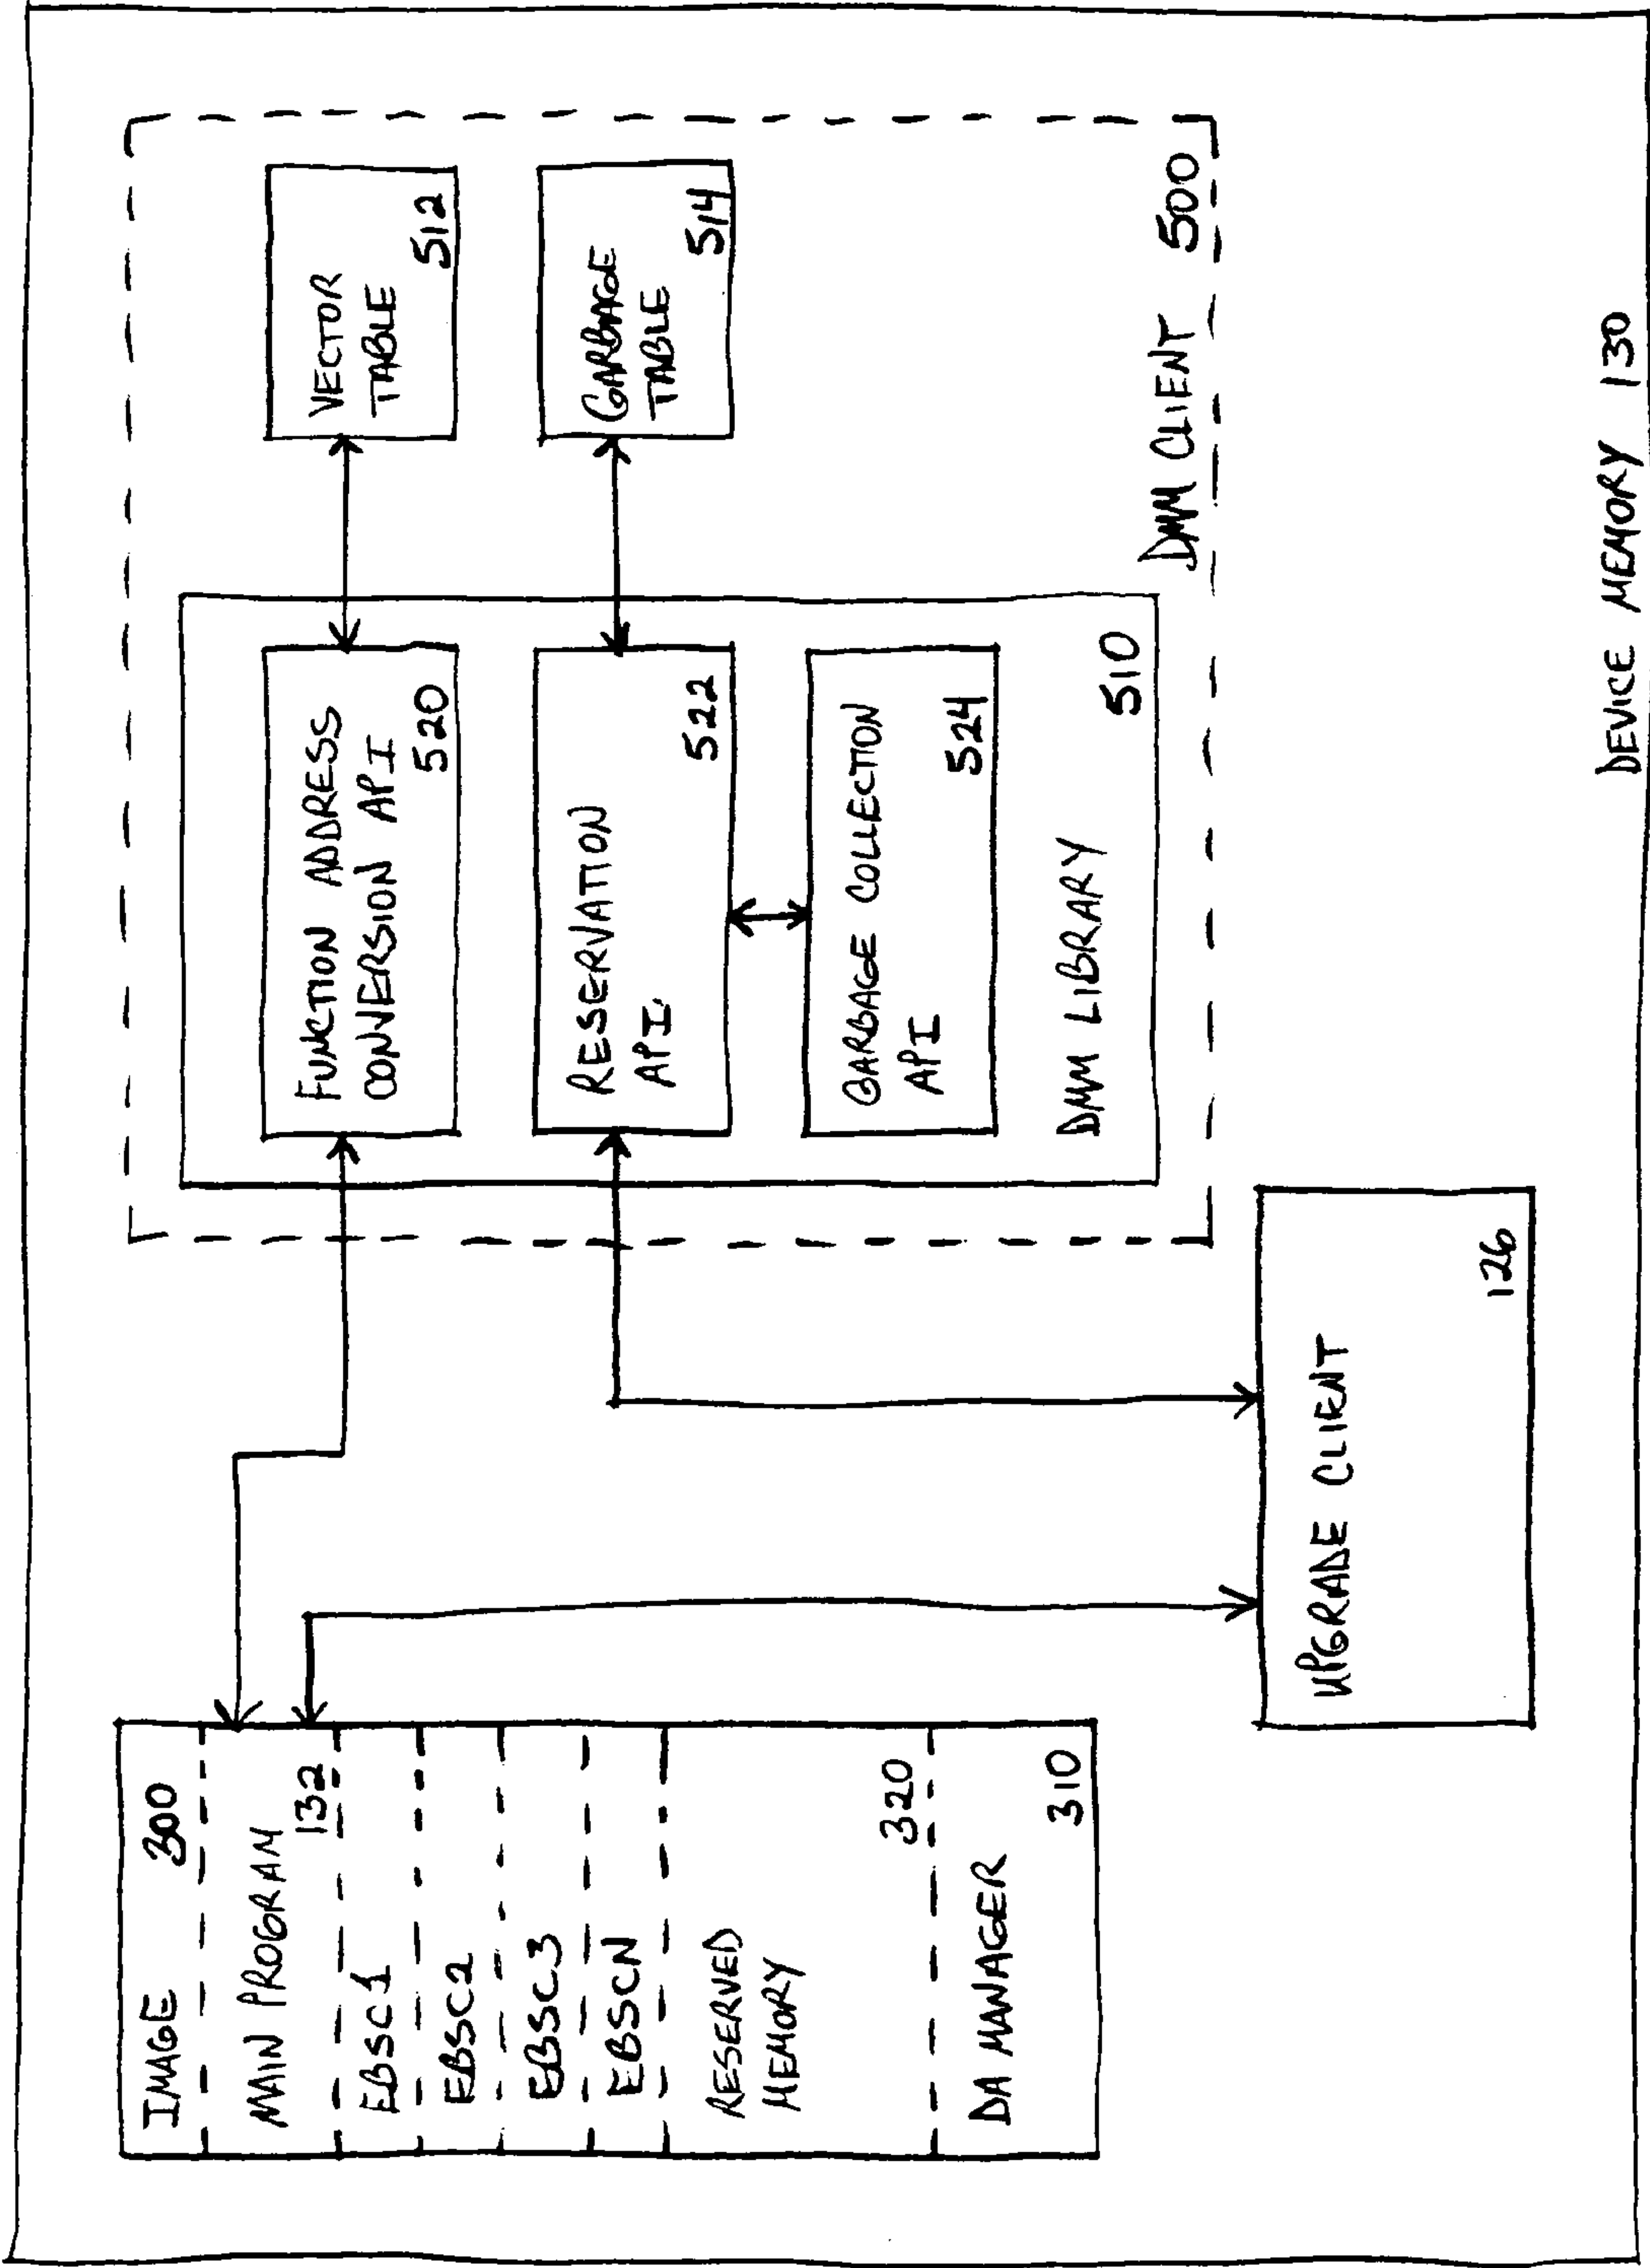 IMAGE 300
MAIN PROGRAM
132
EBSC1
EBSC2
EBSC3
EBSCN
RESERVED
MEMORY
320
DA MANAGER
310
UPGRADE CLIENT
126
FUNCTION ADDRESS
CONVERSION API
520
RESERVATION
API
522
GARBAGE COLLECTION
API
524
DMM LIBRARY
510
VECTOR
TABLE
512
GARBAGE
TABLE
514
DMM CLIENT 500
DEVICE MEMORY 130